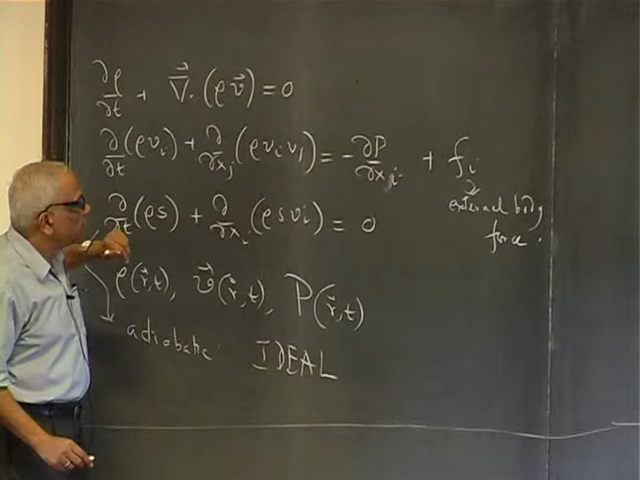 ∂ρ/∂t + ∇⃗·(ρv⃗) = 0
∂/∂t(ρvᵢ) + ∂/∂xⱼ(ρvᵢvⱼ) = −∂P/∂xᵢ + fᵢ
external body
force.
∂/∂t(ρs) + ∂/∂xᵢ(ρsvᵢ) = 0
ρ(r⃗,t), v⃗(r⃗,t), P(r⃗,t)
adiabatic IDEAL